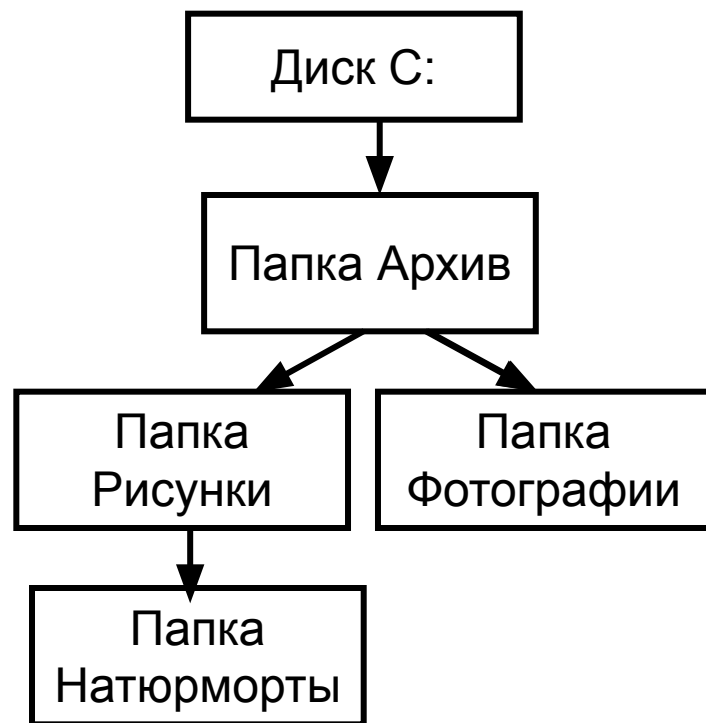 Диск С:
Папка Архив
Папка
Рисунки
Папка
Фотографии
Папка
Натюрморты